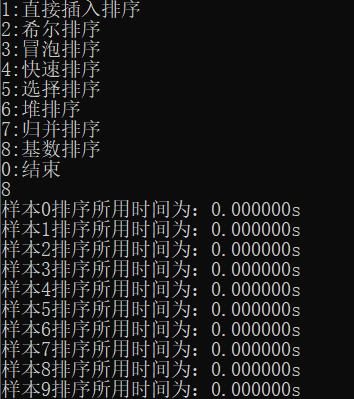 1:直接插入排序
2:希尔排序
3:冒泡排序
4:快速排序
5:选择排序
6:堆排序
7:归并排序
8:基数排序
0:结束
8
样本0排序所用时间为：0.000000s
样本1排序所用时间为：0.000000s
样本2排序所用时间为：0.000000s
样本3排序所用时间为：0.000000s
样本4排序所用时间为：0.000000s
样本5排序所用时间为：0.000000s
样本6排序所用时间为：0.000000s
样本7排序所用时间为：0.000000s
样本8排序所用时间为：0.000000s
样本9排序所用时间为：0.000000s